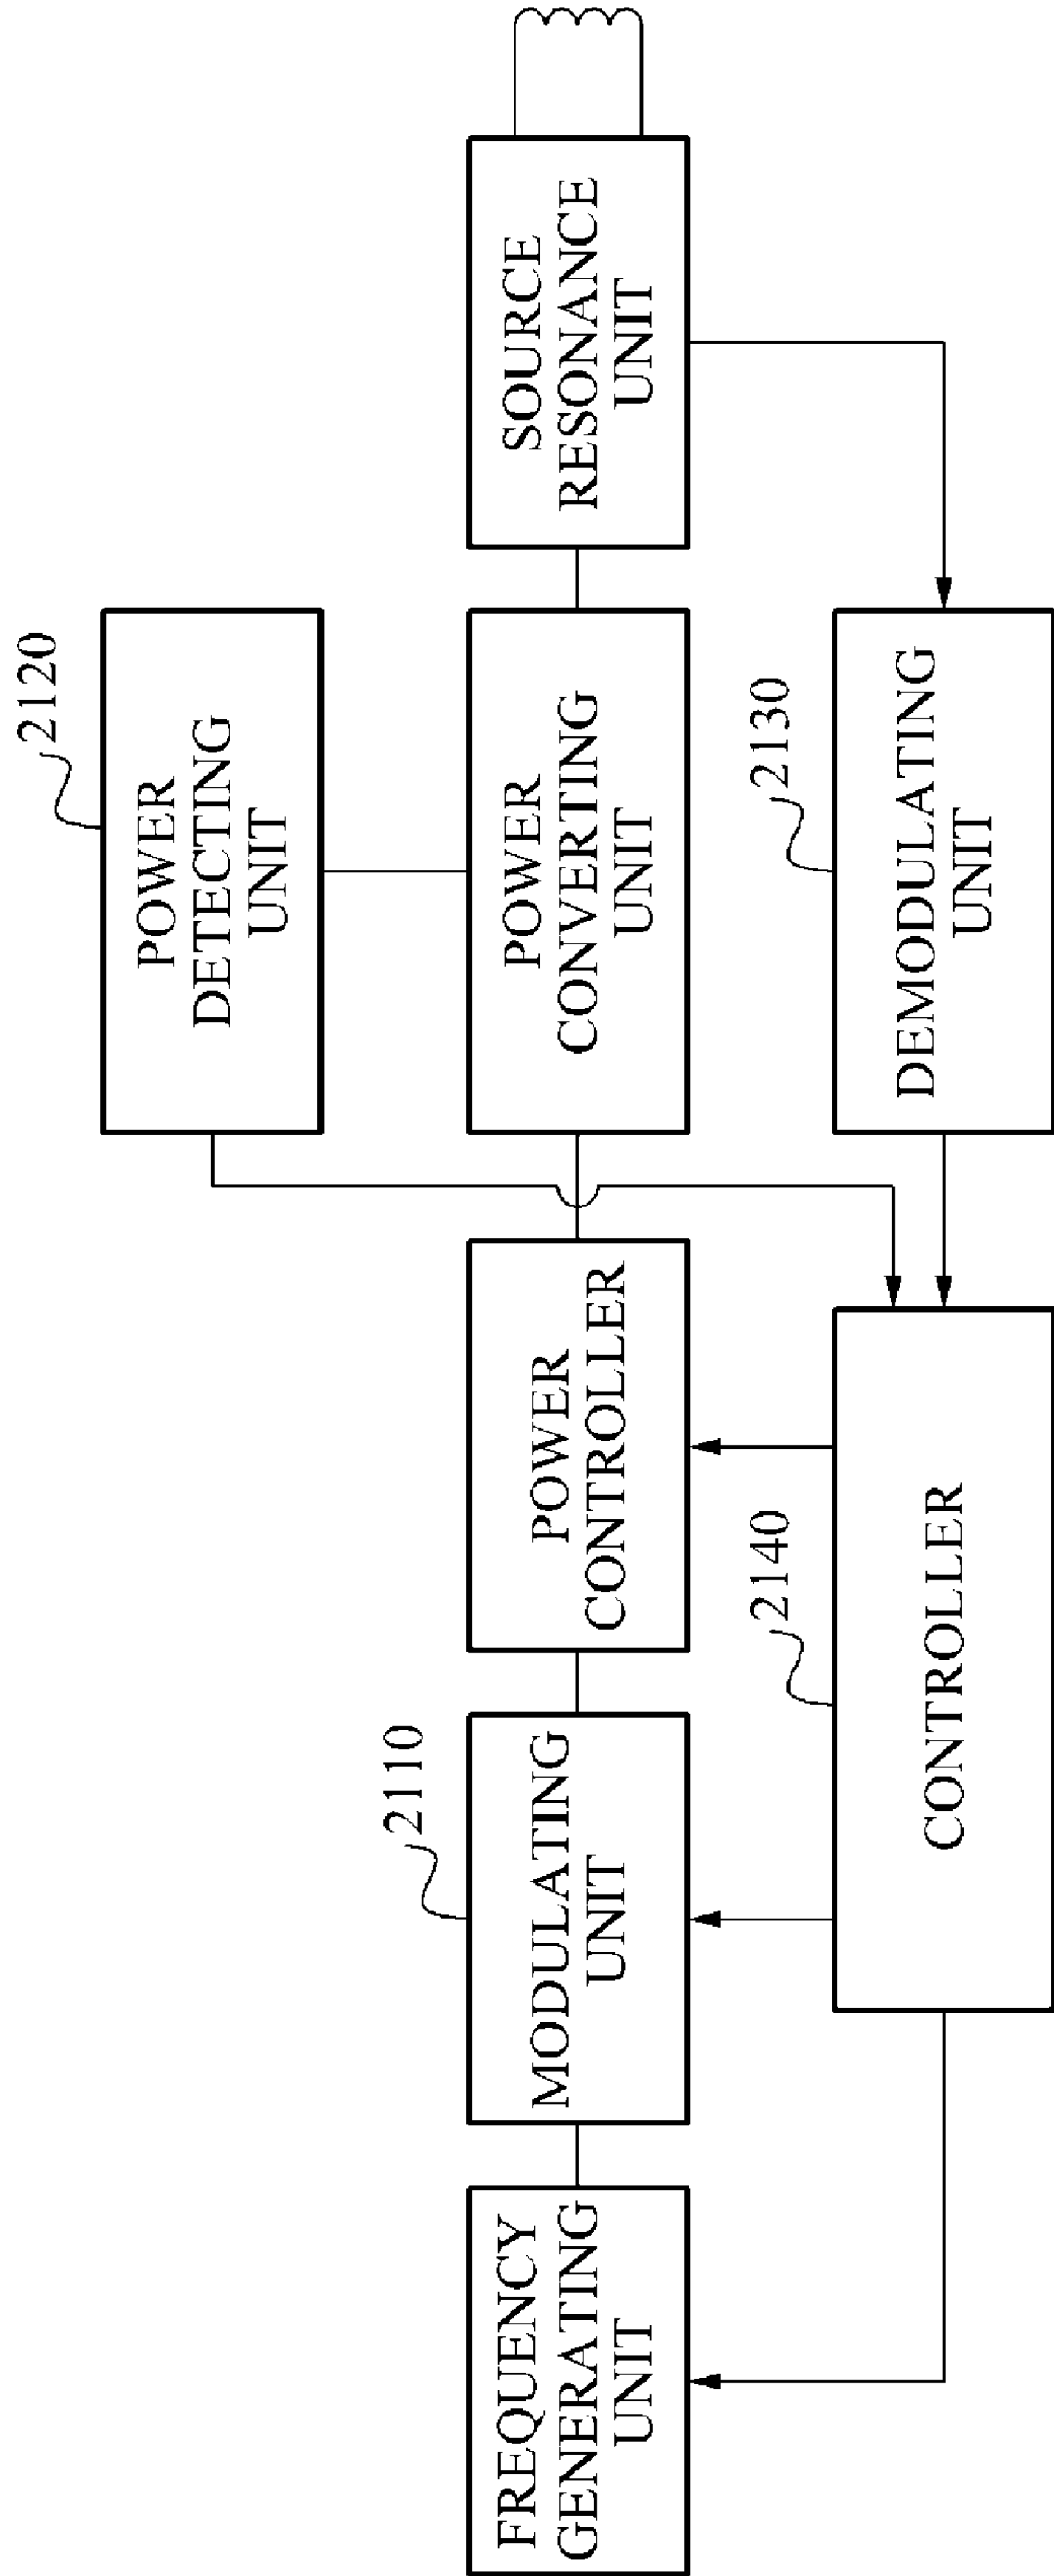 2120
POWER
DETECTING
UNIT
2110
FREQUENCY
GENERATING
UNIT
MODULATING
UNIT
POWER
CONTROLLER
POWER
CONVERTING
UNIT
SOURCE
RESONANCE
UNIT
2140
2130
CONTROLLER
DEMODULATING
UNIT